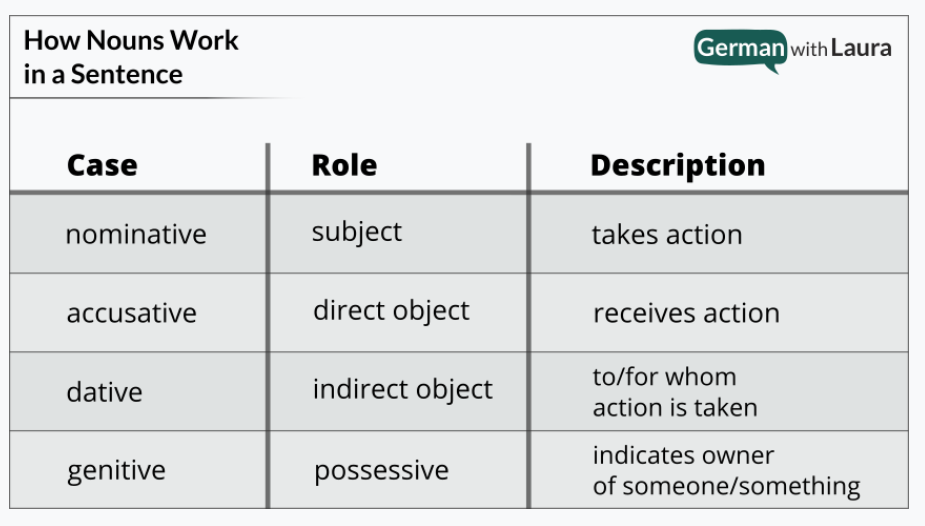 How Nouns Work
in a Sentence
German with Laura
Case Role Description
nominative subject takes action
accusative direct object receives action
dative indirect object to/for whom
action is taken
genitive possessive indicates owner
of someone/something